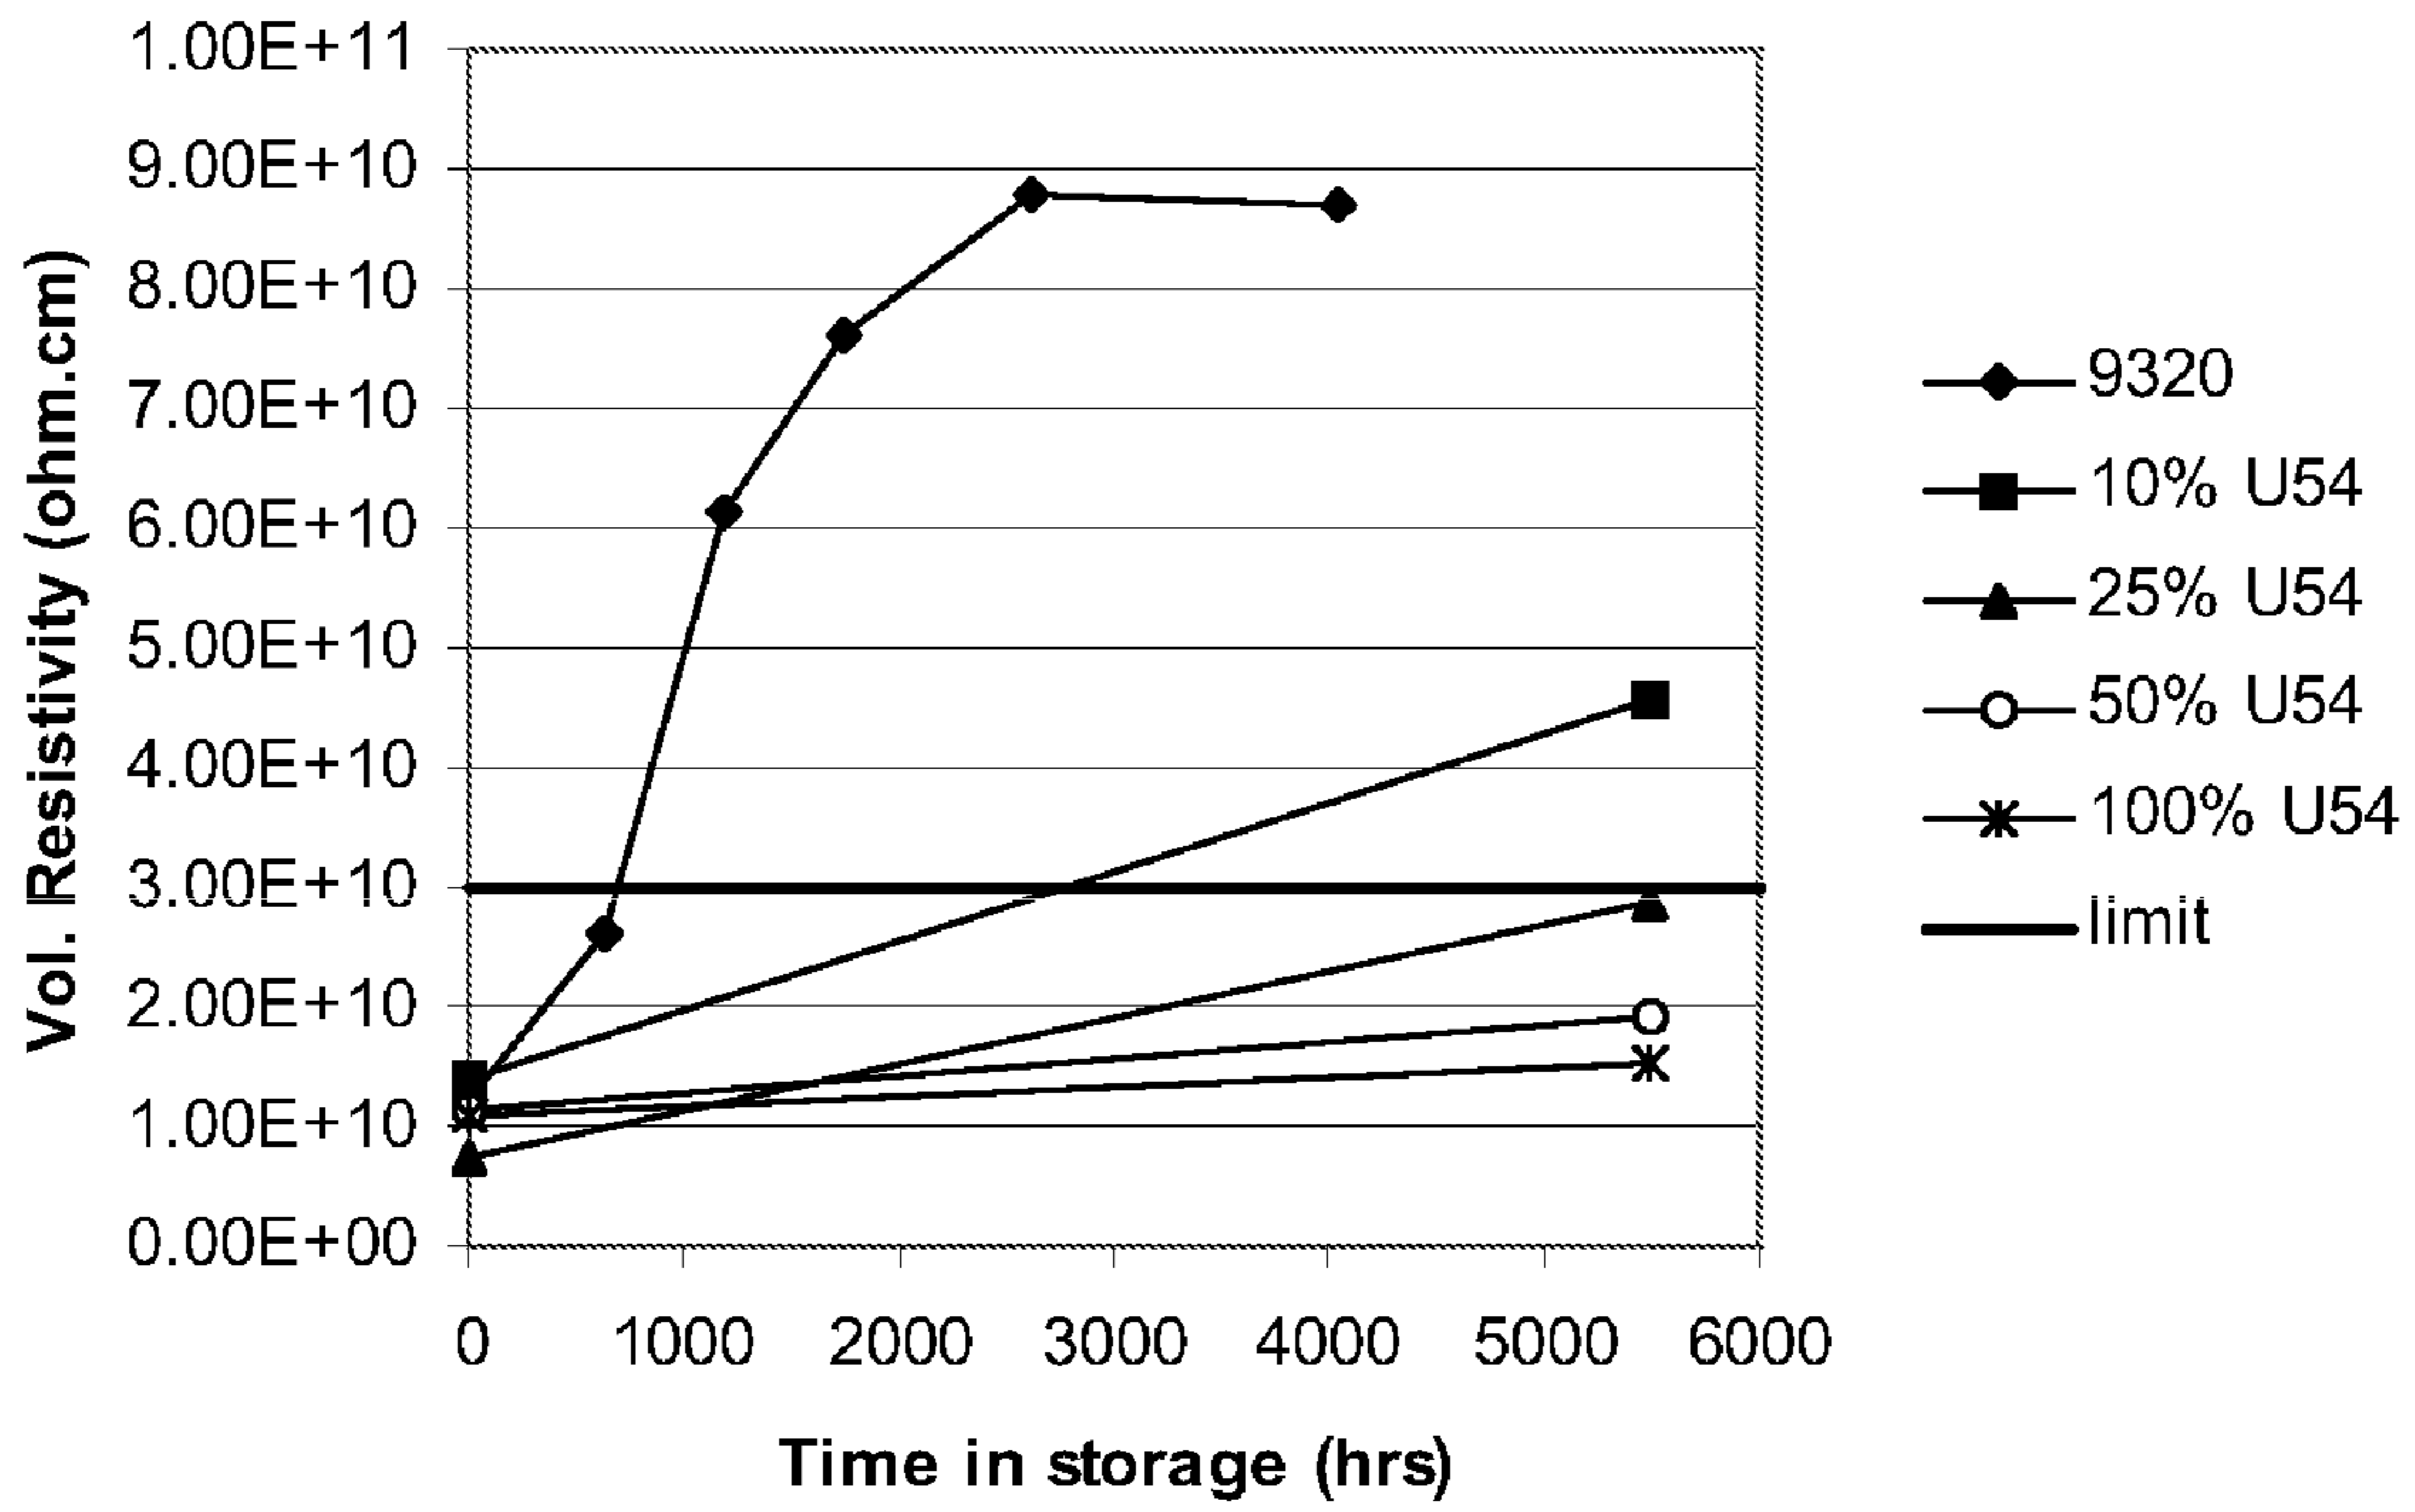 1.00E+11
9.00E+10
8.00E+10
7.00E+10
6.00E+10
5.00E+10
4.00E+10
3.00E+10
2.00E+10
1.00E+10
0.00E+00
Vol. Resistivity (ohm.cm)
0 1000 2000 3000 4000 5000 6000
Time in storage (hrs)
9320
10% U54
25% U54
50% U54
100% U54
limit